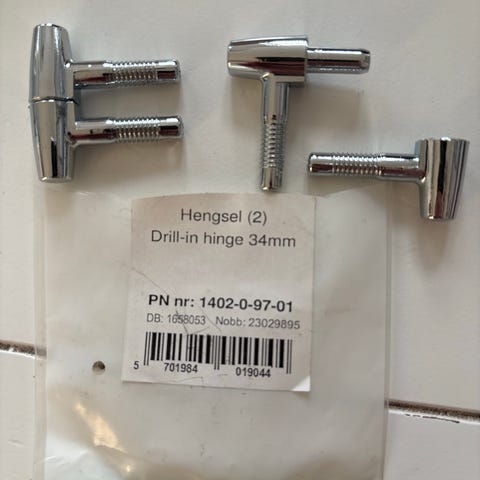 Hengsel (2)
Drill-in hinge 34mm
PN nr: 1402-0-97-01
DB: 1658053 Nobb: 23029895
5 701984 019044